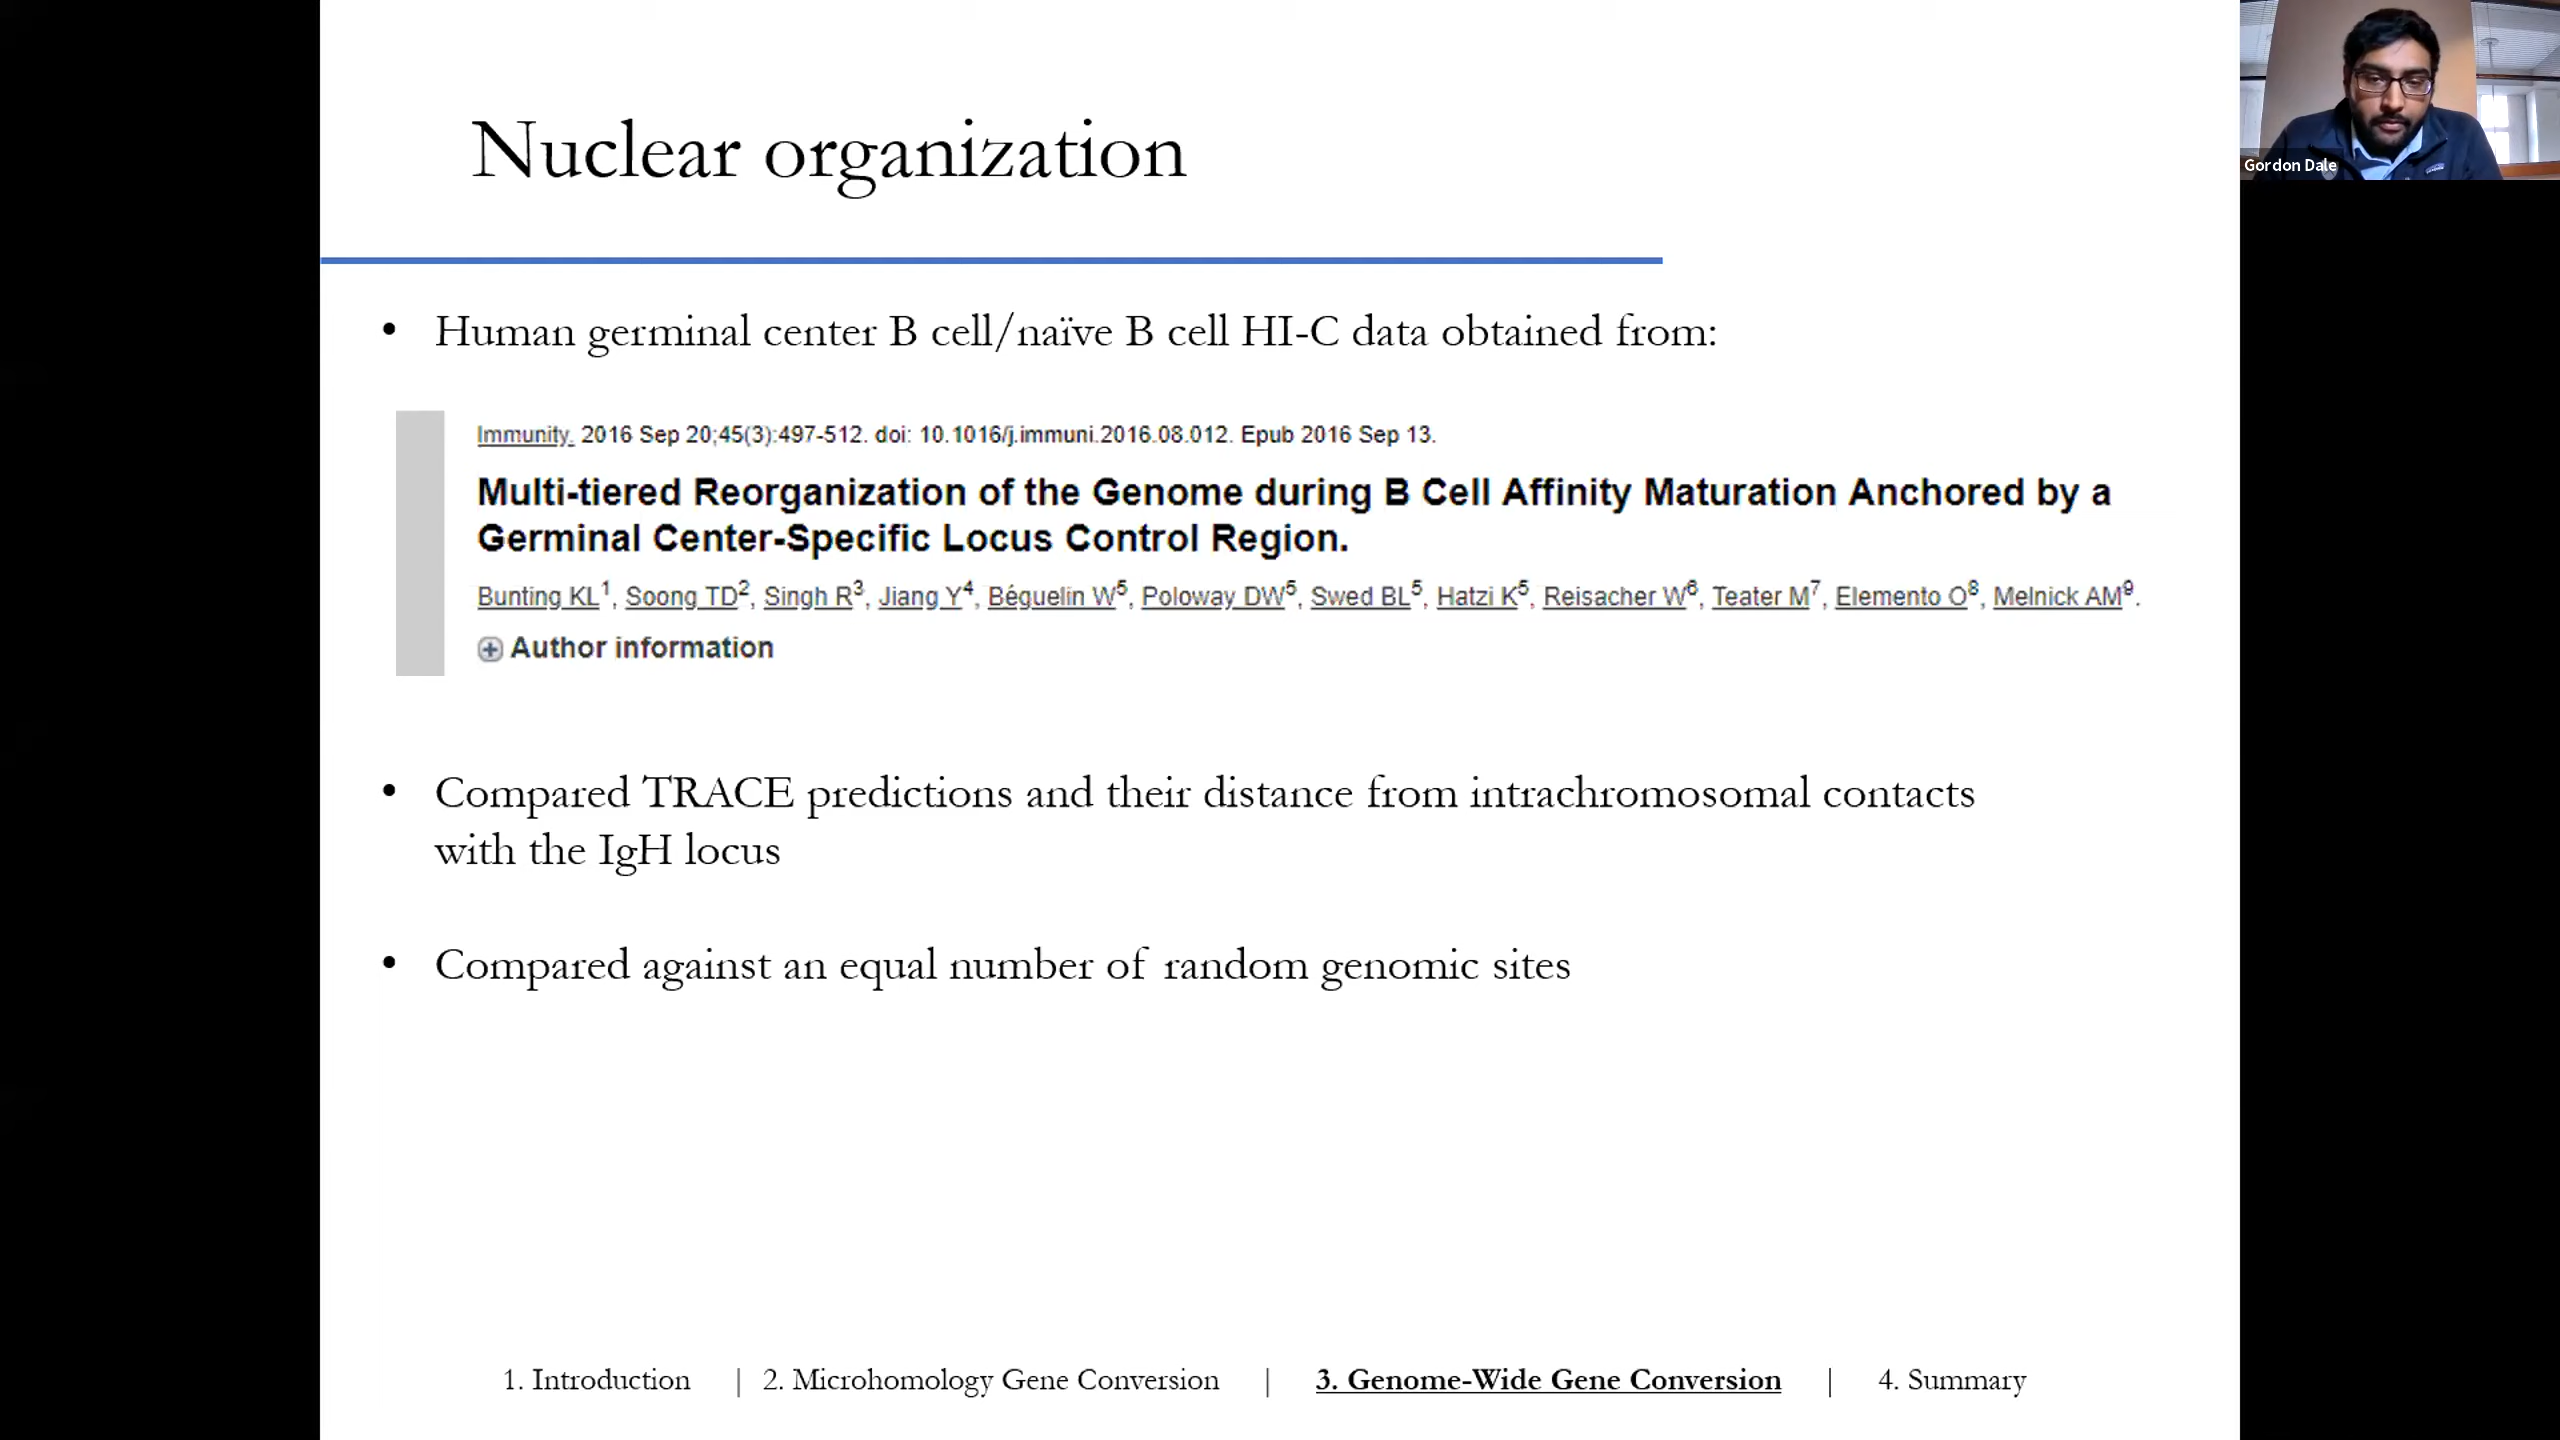 Nuclear organization
Gordon Dale
• Human germinal center B cell/naïve B cell HI-C data obtained from:
Immunity. 2016 Sep 20;45(3):497-512. doi: 10.1016/j.immuni.2016.08.012. Epub 2016 Sep 13.
Multi-tiered Reorganization of the Genome during B Cell Affinity Maturation Anchored by a
Germinal Center-Specific Locus Control Region.
Bunting KL1, Soong TD2, Singh R3, Jiang Y4, Béguelin W5, Poloway DW5, Swed BL5, Hatzi K5, Reisacher W6, Teater M7, Elemento O8, Melnick AM9.
Author information
• Compared TRACE predictions and their distance from intrachromosomal contacts
with the IgH locus
• Compared against an equal number of random genomic sites
1. Introduction | 2. Microhomology Gene Conversion | 3. Genome-Wide Gene Conversion | 4. Summary